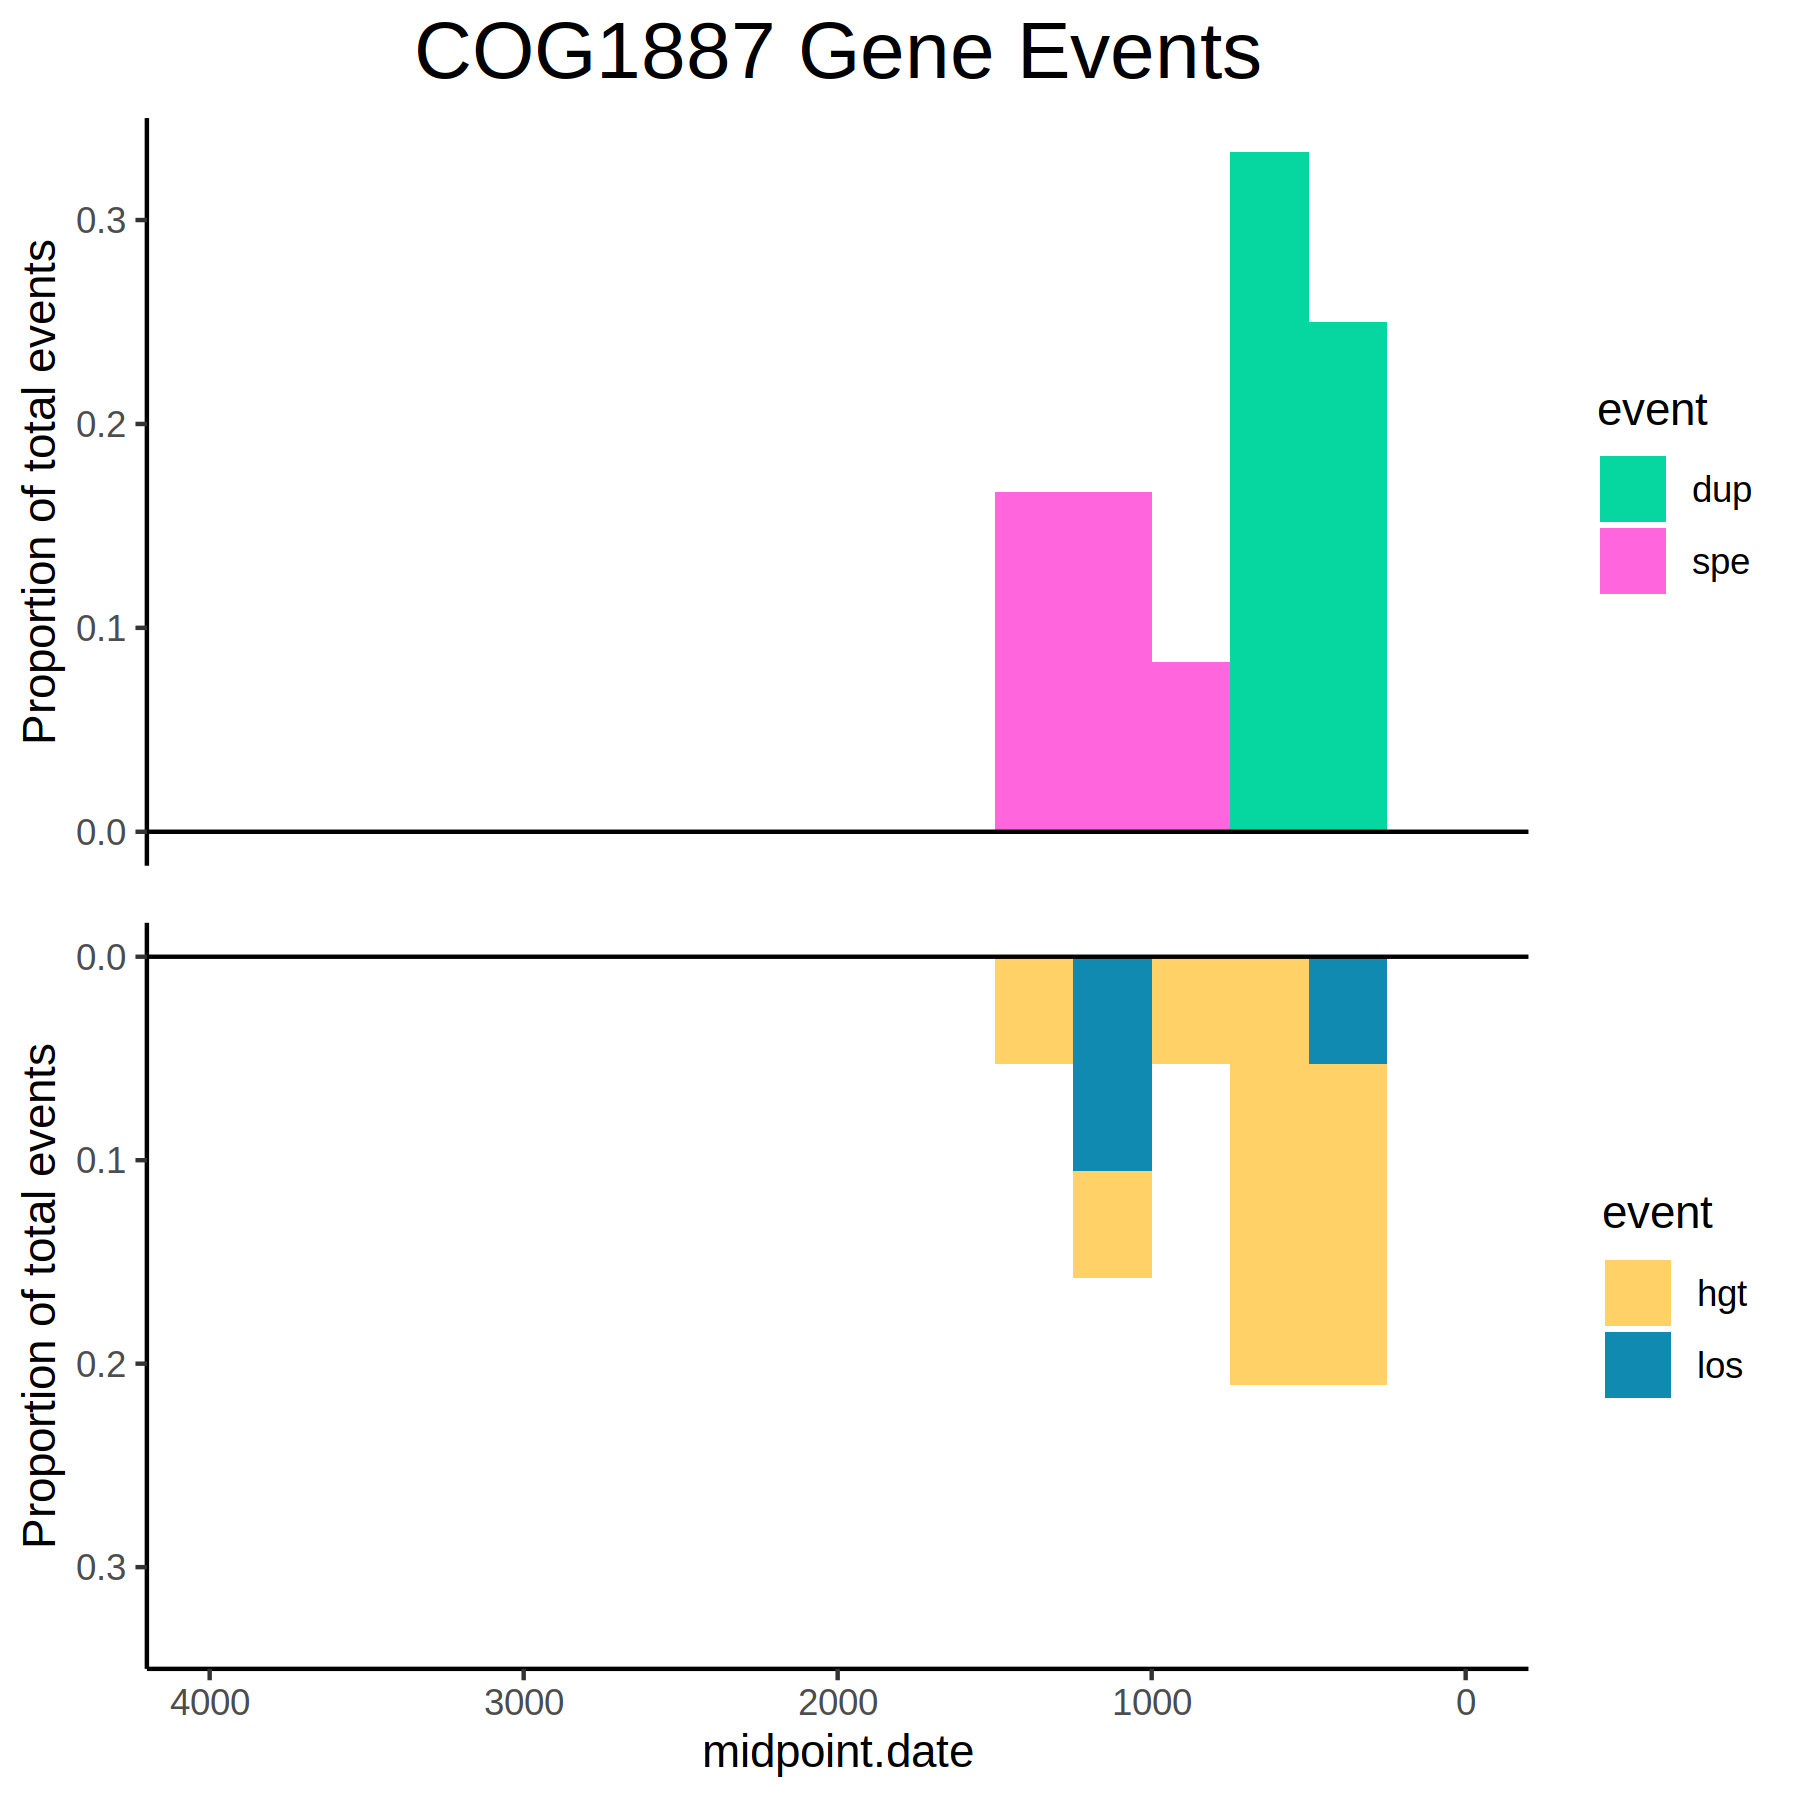 COG1887 Gene Events
Proportion of total events
0.3
0.2
0.1
0.0
event
dup
spe
Proportion of total events
0.0
0.1
0.2
0.3
event
hgt
los
4000 3000 2000 1000 0
midpoint.date